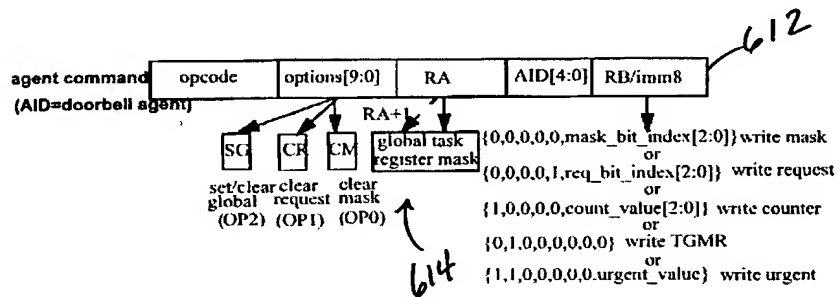 612
agent command opcode options[9:0] RA AID[4:0] RB/imm8
(AID=doorbell agent)
RA+1
SG CR CM global task {0,0,0,0,0,mask_bit_index[2:0]} write mask
register mask or
set/clear clear clear {0,0,0,0,1,req_bit_index[2:0]} write request
global request mask or
(OP2) (OP1) (OP0) {1,0,0,0,0,count_value[2:0]} write counter
or
{0,1,0,0,0,0,0,0} write TGMR
614 or
{1,1,0,0,0,0,0,urgent_value} write urgent